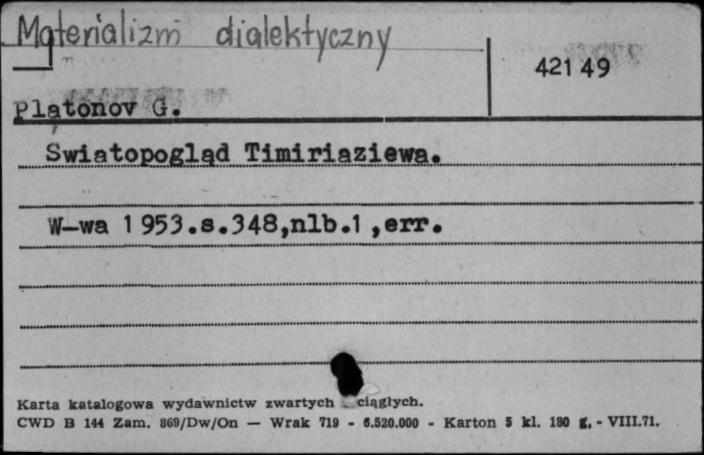 Materializm dialektyczny
42149
Platonov G.
Światopogląd Timiriaziewa.
W-wa 1953.s.348,nlb.1,err.
Karta katalogowa wydawnictw zwartych ciągłych.
CWD B 144 Zam. 869/Dw/On — Wrak 719 - 6.520.000 - Karton 5 kl. 180 g, - VIII.71.